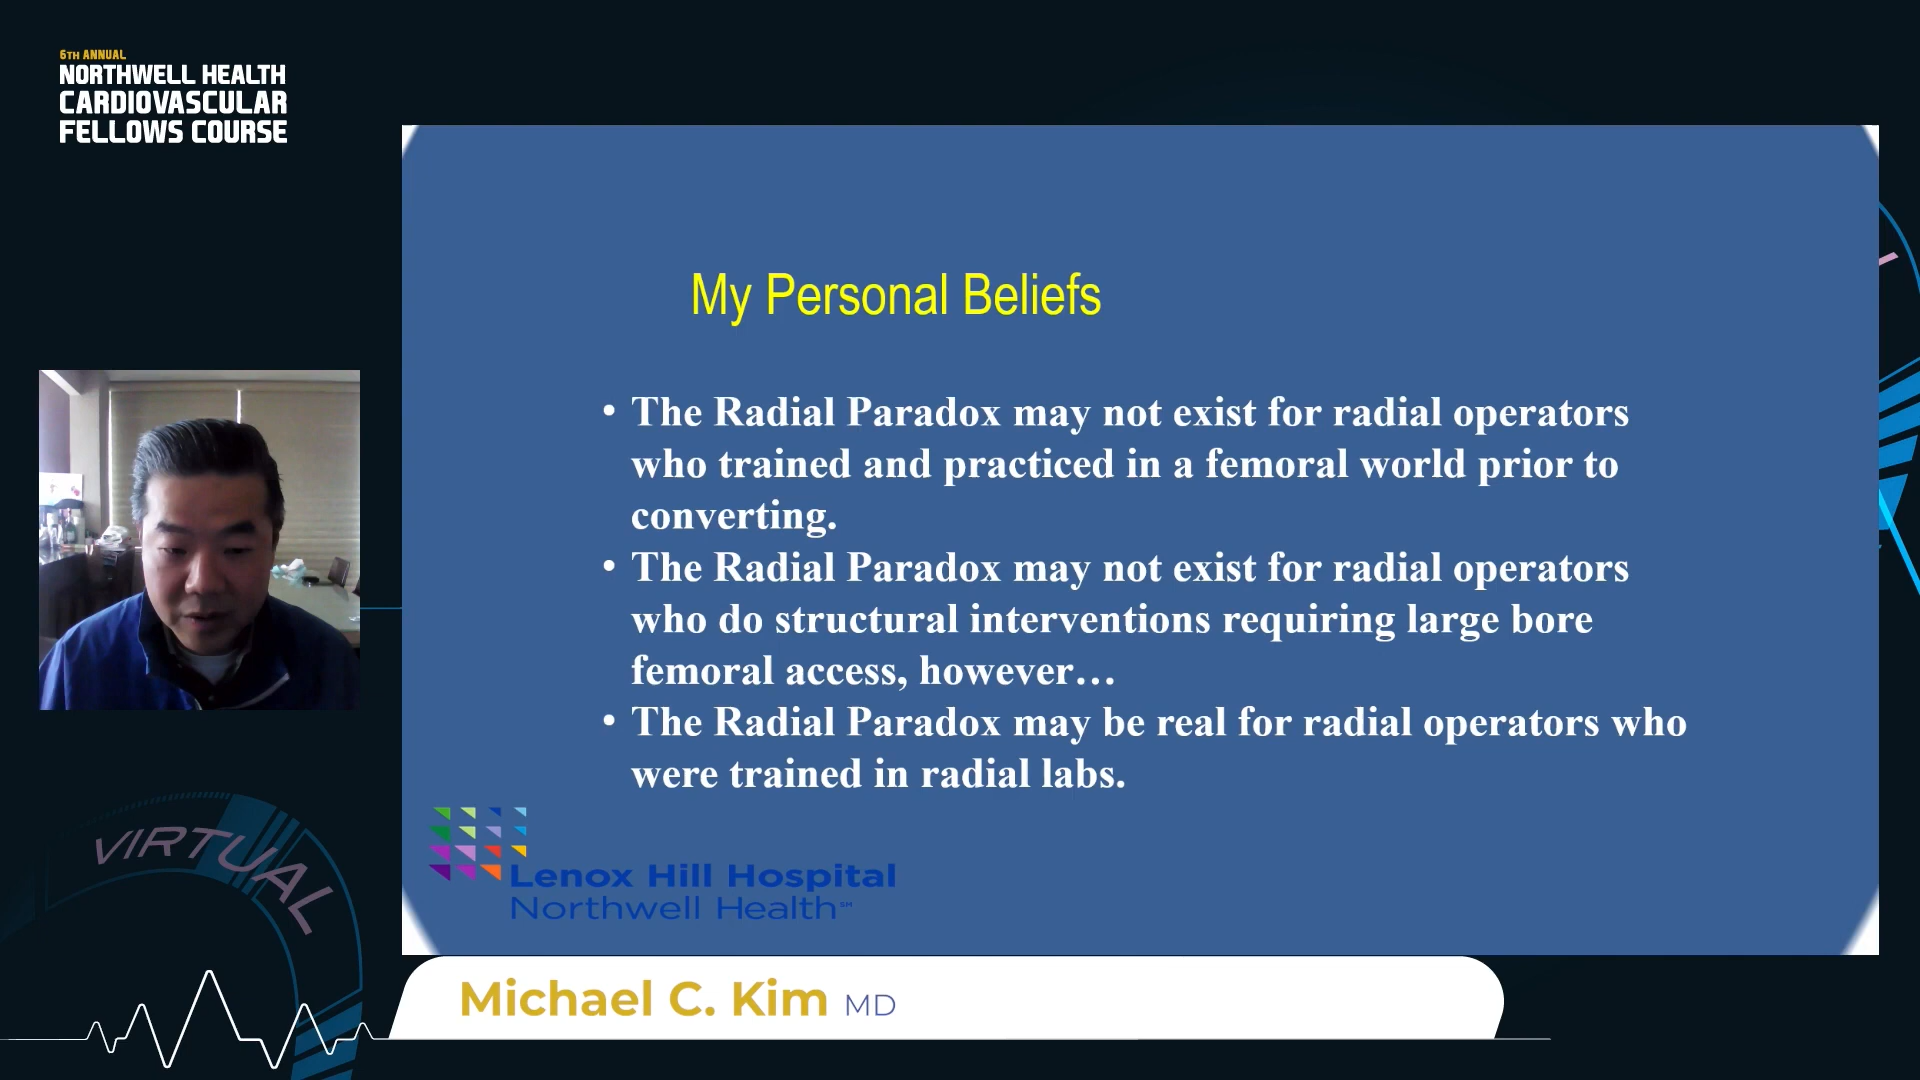 6TH ANNUAL
NORTHWELL HEALTH
CARDIOVASCULAR
FELLOWS COURSE
My Personal Beliefs
• The Radial Paradox may not exist for radial operators
who trained and practiced in a femoral world prior to
converting.
• The Radial Paradox may not exist for radial operators
who do structural interventions requiring large bore
femoral access, however…
• The Radial Paradox may be real for radial operators who
were trained in radial labs.
Lenox Hill Hospital
Northwell Health℠
VIRTUAL
Michael C. Kim MD